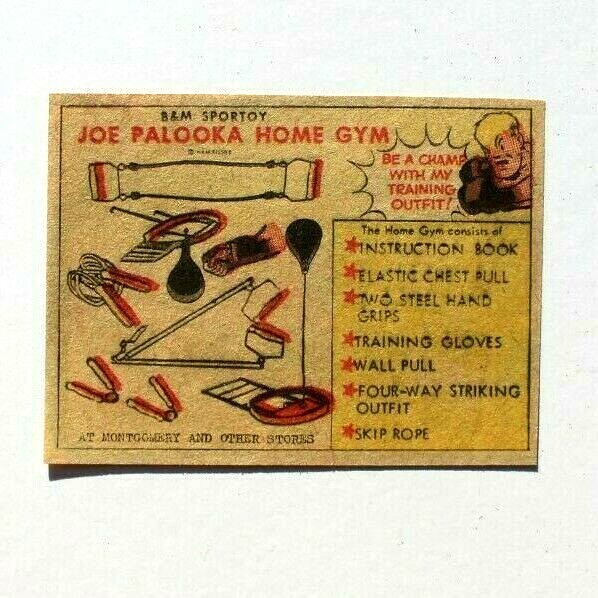 B&M SPORTOY
JOE PALOOKA HOME GYM
BE A CHAMP
WITH MY
TRAINING
OUTFIT!
The Home Gym consists of
★INSTRUCTION BOOK
★ELASTIC CHEST PULL
★TWO STEEL HAND
GRIPS
★TRAINING GLOVES
★WALL PULL
★FOUR-WAY STRIKING
OUTFIT
★SKIP ROPE
AT MONTGOMERY AND OTHER STORES